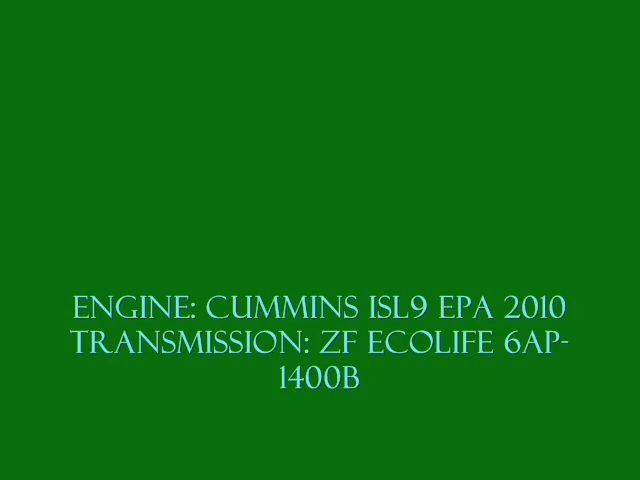 ENGINE: CUMMINS ISL9 EPA 2010
TRANSMISSION: ZF ECOLIFE 6AP-
1400B